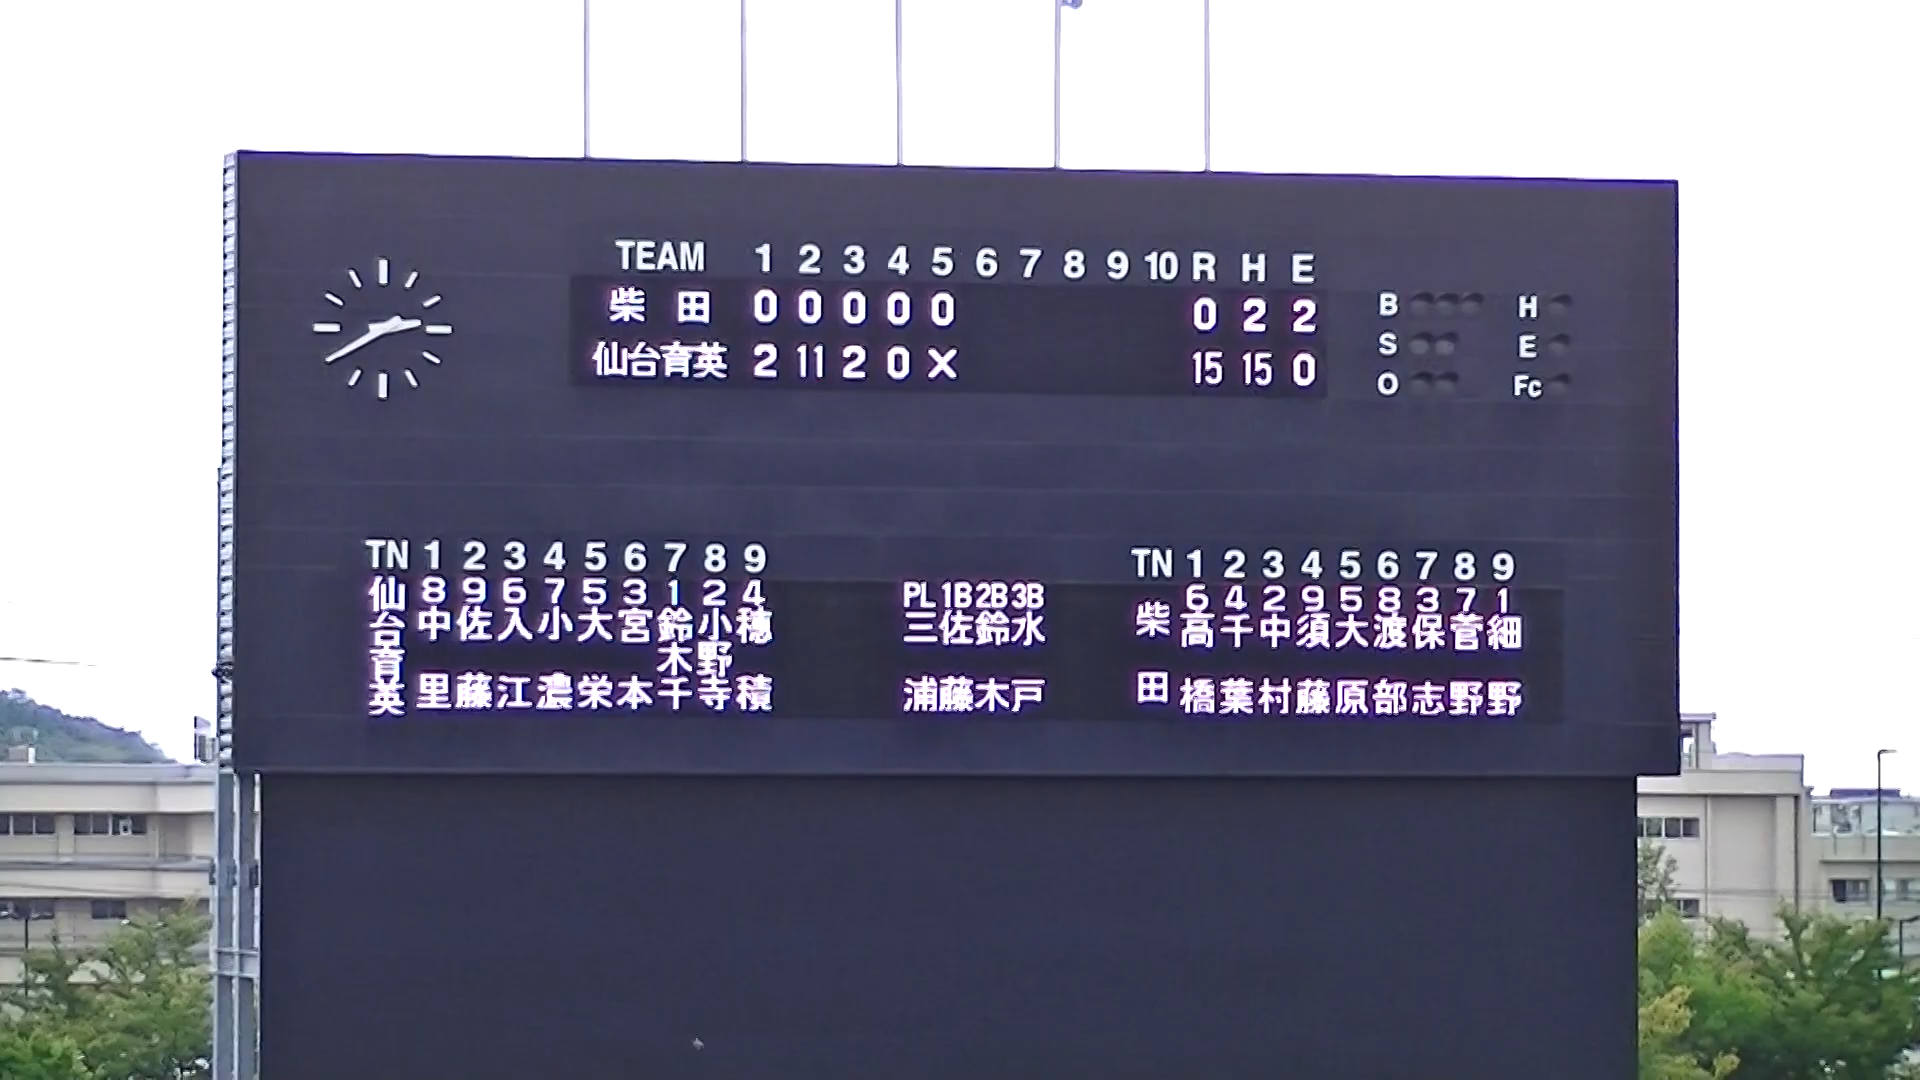 TEAM 1 2 3 4 5 6 7 8 9 10 R H E
柴田 0 0 0 0 0 0 2 2
仙台育英 2 11 2 0 X 15 15 0
B H
S E
O Fc
TN 1 2 3 4 5 6 7 8 9
仙台育英
8 9 6 7 5 3 1 2 4
中里
佐藤
入江
小濃
大栄
宮本
鈴木千
小野寺
穂積
PL 1B 2B 3B
三浦
佐藤
鈴木
水戸
TN 1 2 3 4 5 6 7 8 9
柴田
6 4 2 9 5 8 3 7 1
高橋
千葉
中村
須藤
大原
渡部
保志
菅野
細野